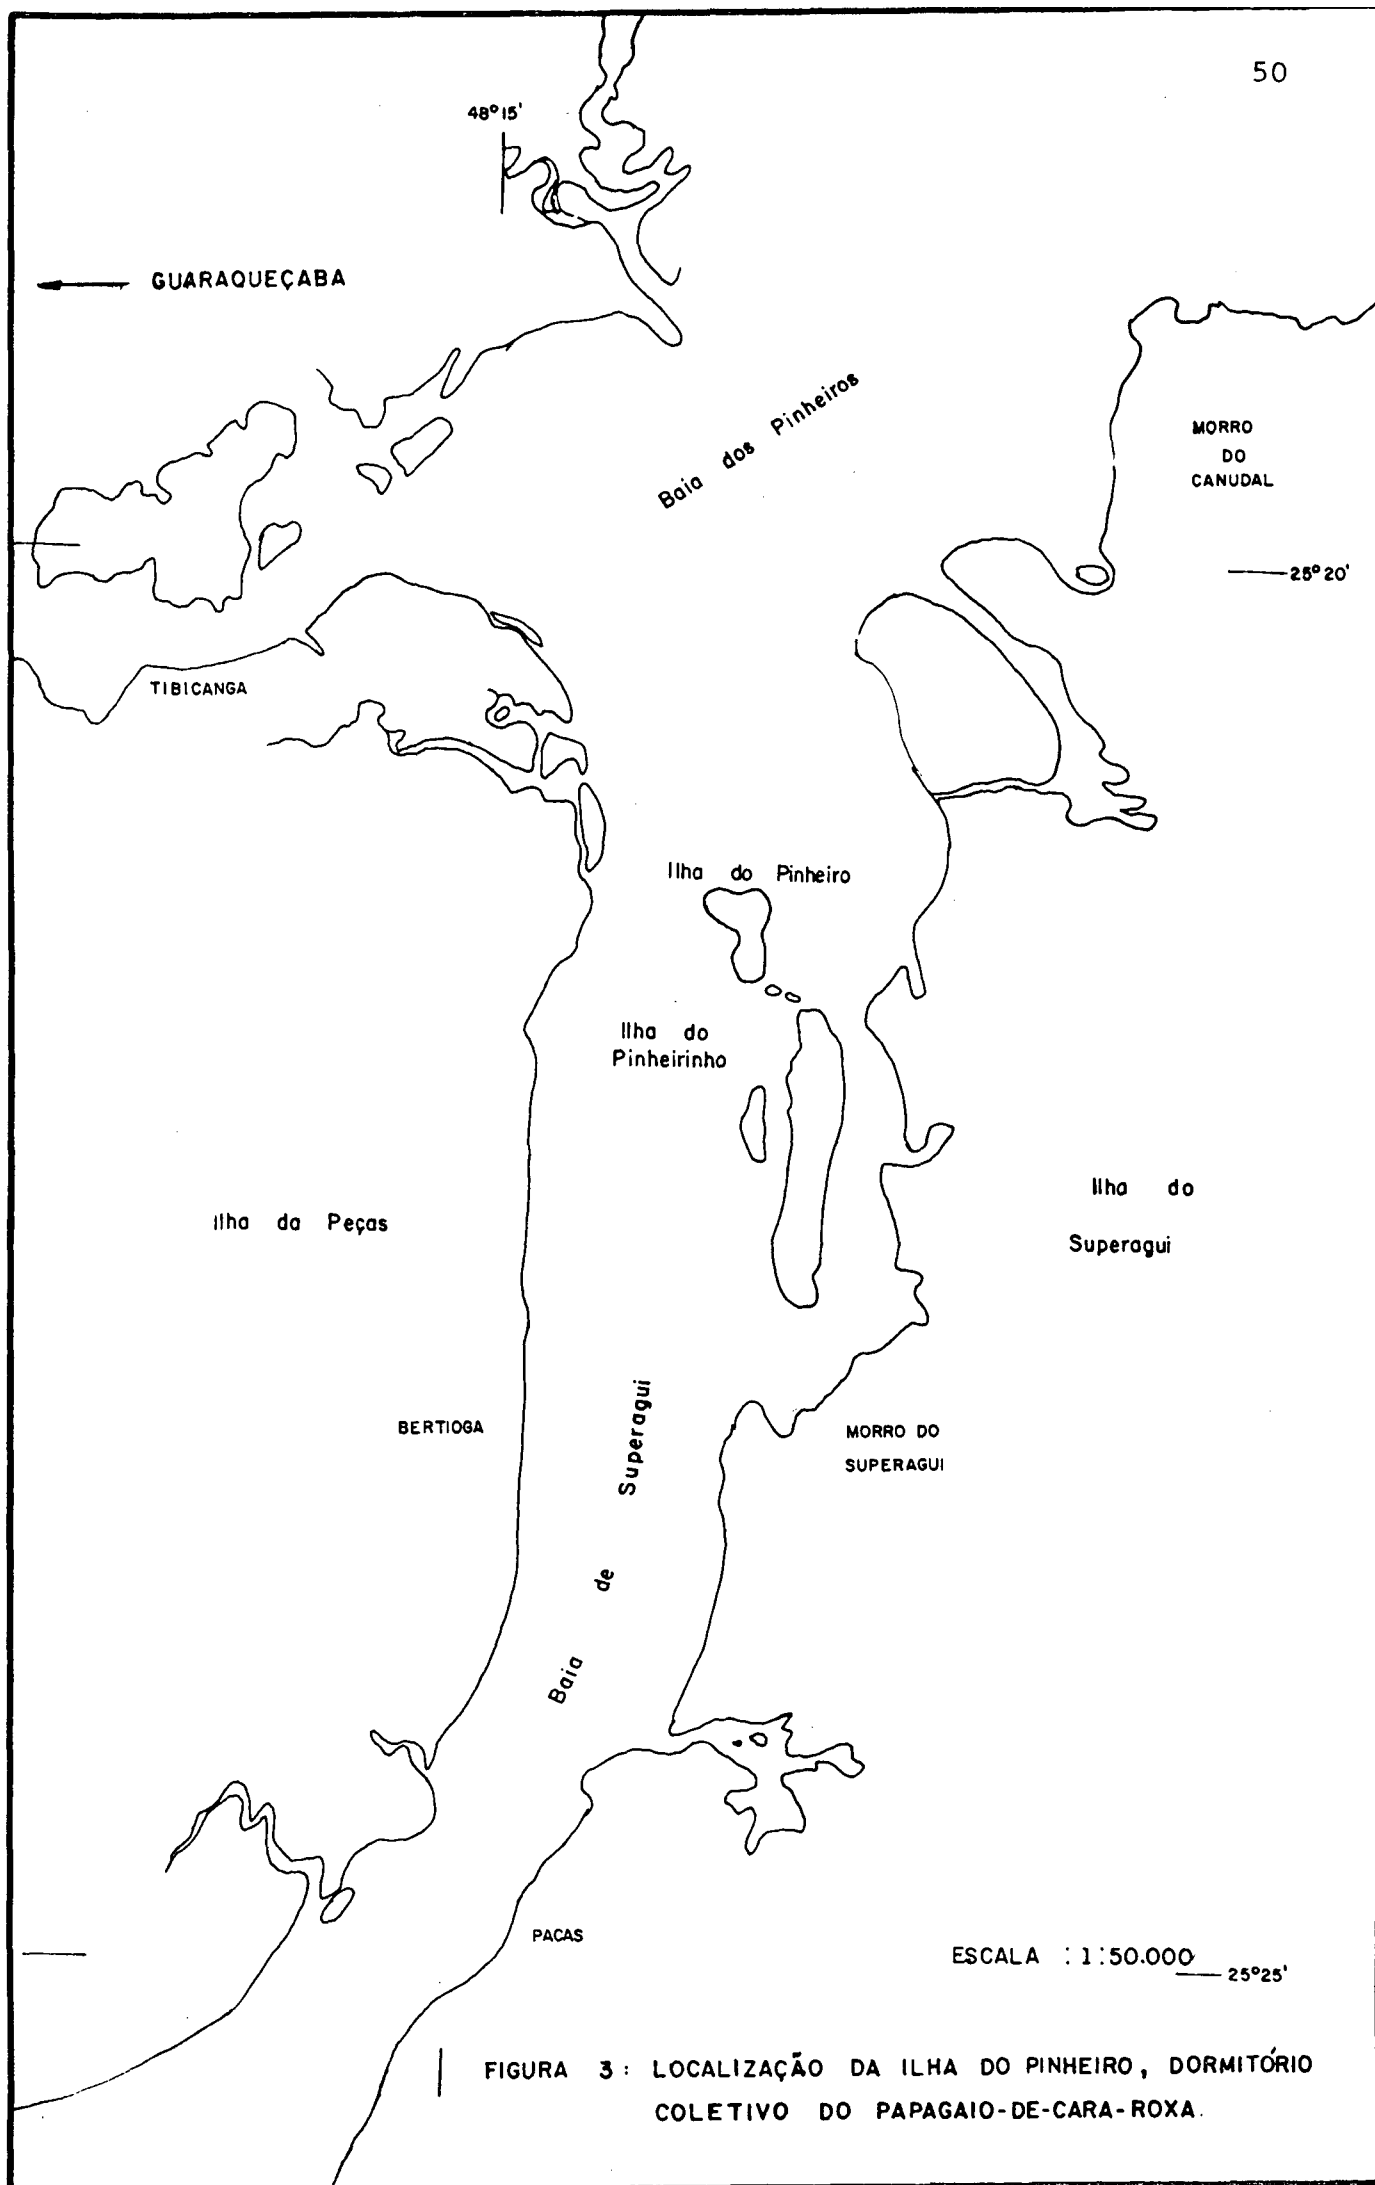 50
48°15'
GUARAQUEÇABA
Baia dos Pinheiros
MORRO
DO
CANUDAL
25°20'
TIBICANGA
Ilha do Pinheiro
Ilha do
Pinheirinho
Ilha da Peças
Ilha do
Superagui
BERTIOGA
Baia de Superagui
MORRO DO
SUPERAGUI
PACAS
ESCALA : 1:50.000
25°25'
FIGURA 3: LOCALIZAÇÃO DA ILHA DO PINHEIRO, DORMITÓRIO
COLETIVO DO PAPAGAIO-DE-CARA-ROXA.